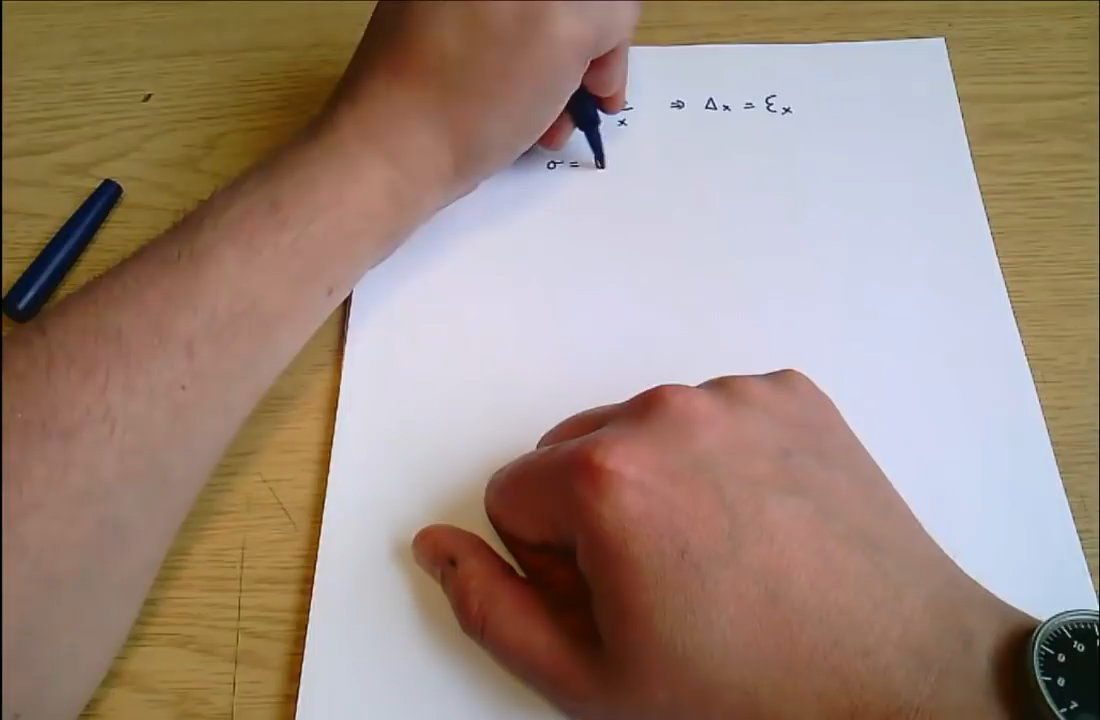 x ⇒ Δx = Ɛx
σ =